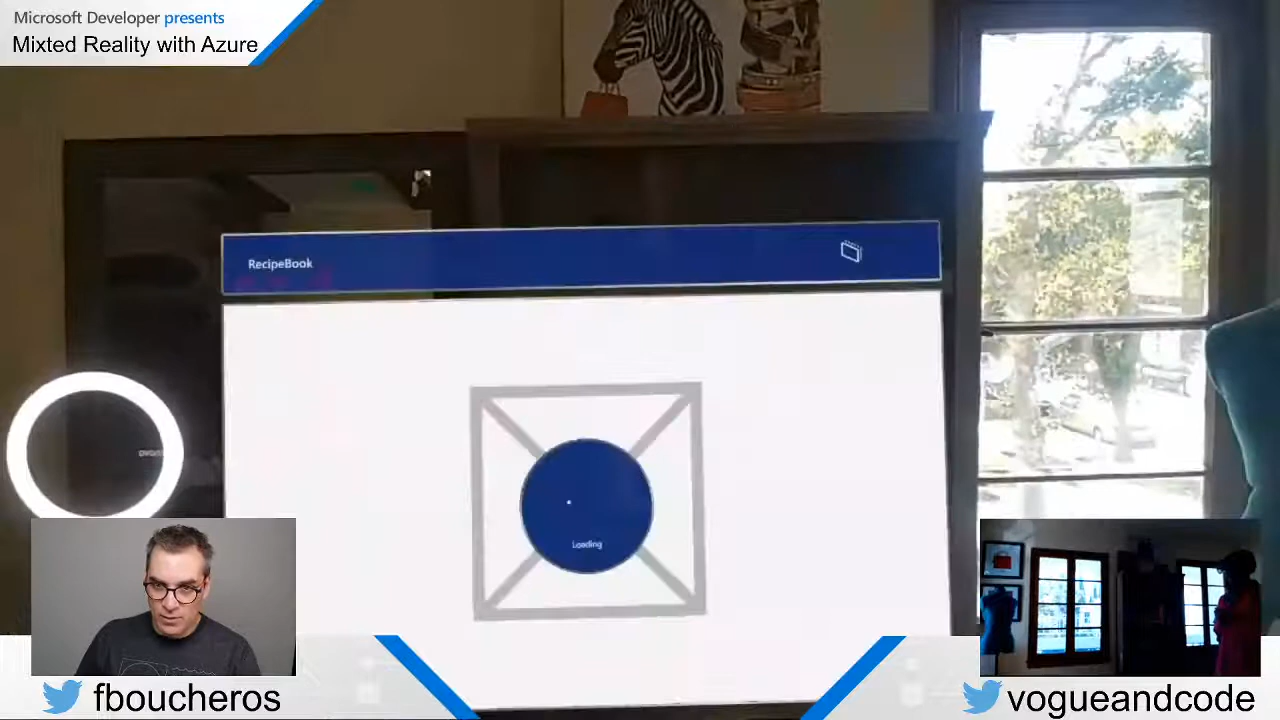 Microsoft Developer presents
Mixted Reality with Azure
RecipeBook
Loading
fboucheros
vogueandcode